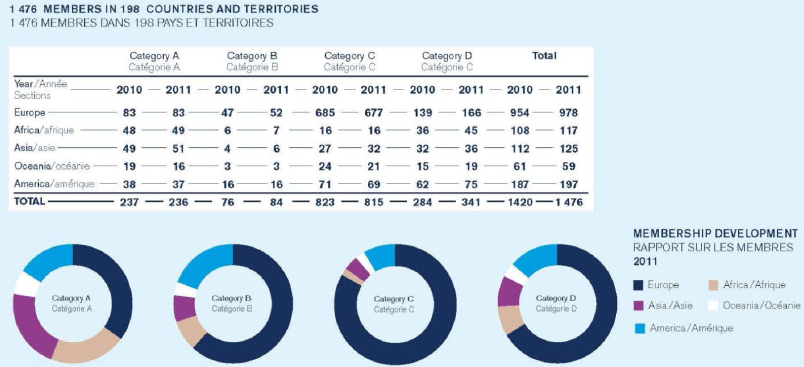 1 476 MEMBERS IN 198 COUNTRIES AND TERRITORIES
1 476 MEMBRES DANS 198 PAYS ET TERRITOIRES
Category A Category B Category C Category D Total
Catégorie A Catégorie B Catégorie C Catégorie C
Year/Année 2010 — 2011 — 2010 — 2011 — 2010 — 2011 — 2010 — 2011 — 2010 — 2011
Sections
Europe 83 83 47 52 685 677 139 166 954 978
Africa/afrique 48 49 6 7 16 16 36 45 108 117
Asia/asie 49 51 4 6 27 32 32 36 112 125
Oceania/océanie 19 16 3 3 24 21 15 19 61 59
America/amérique 38 37 16 16 71 69 62 75 187 197
TOTAL 237 236 76 84 823 815 284 341 1420 1 476
MEMBERSHIP DEVELOPMENT
RAPPORT SUR LES MEMBRES
2011
Category A
Catégorie A
Category B
Catégorie B
Category C
Catégorie C
Category D
Catégorie D
Europe Africa/Afrique
Asia/Asie Oceania/Océanie
America/Amérique